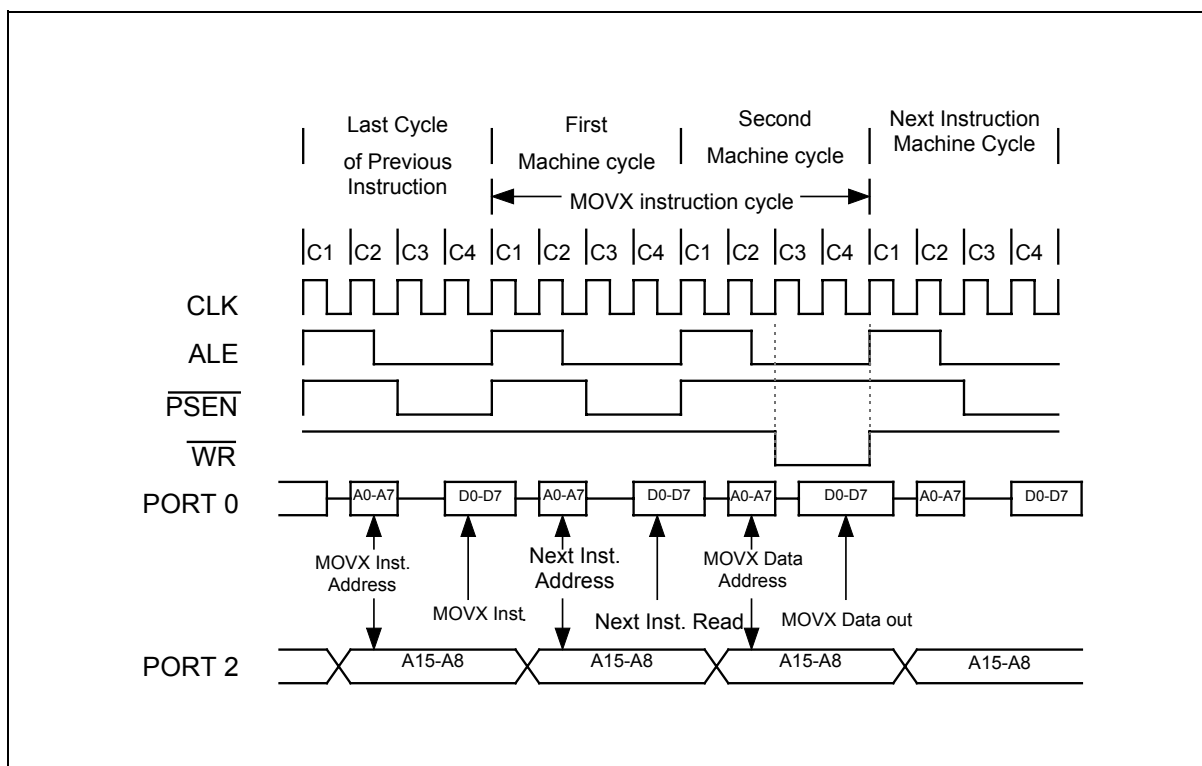 Last Cycle
of Previous
Instruction
First
Machine cycle
Second
Machine cycle
Next Instruction
Machine Cycle
MOVX instruction cycle
C1 C2 C3 C4 C1 C2 C3 C4 C1 C2 C3 C4 C1 C2 C3 C4
CLK
ALE
PSEN
WR
PORT 0
A0-A7 D0-D7 A0-A7 D0-D7 A0-A7 D0-D7 A0-A7 D0-D7
MOVX Inst.
Address
MOVX Inst.
Next Inst.
Address
Next Inst. Read
MOVX Data
Address
MOVX Data out
PORT 2
A15-A8 A15-A8 A15-A8 A15-A8